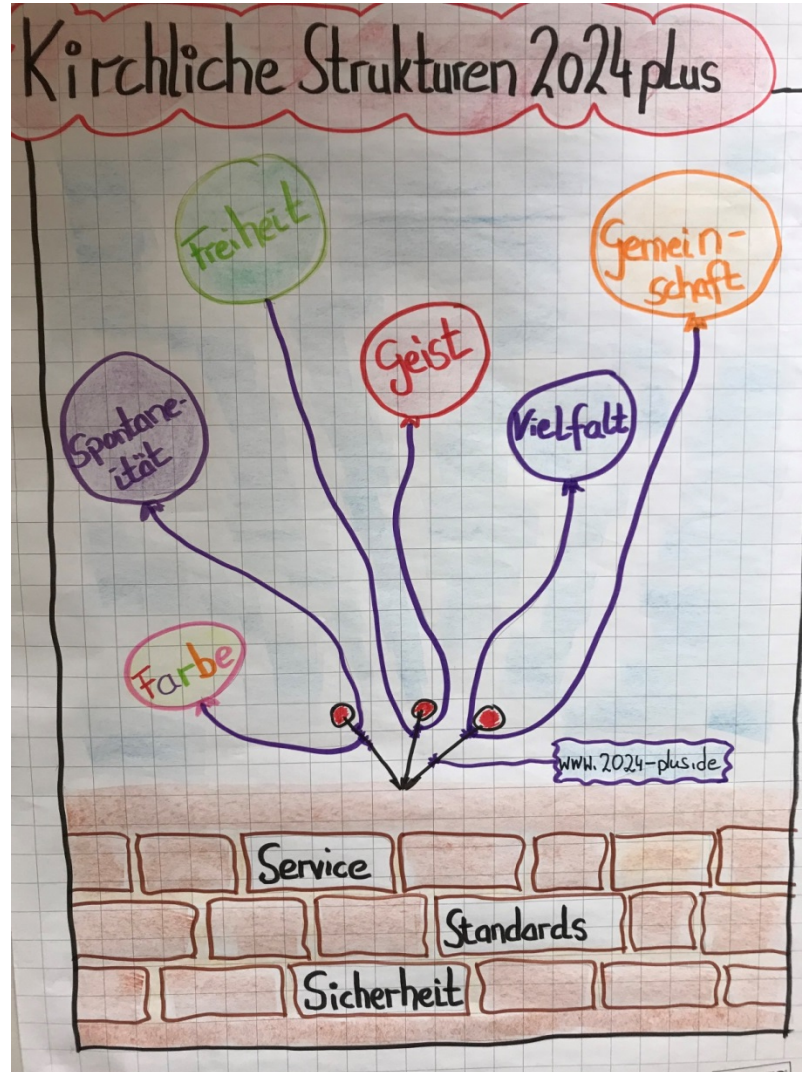 Kirchliche Strukturen 2024plus
Freiheit
Gemein-
schaft
Geist
Spontane-
ität
Vielfalt
Farbe
www.2024-plus.de
Service
Standards
Sicherheit